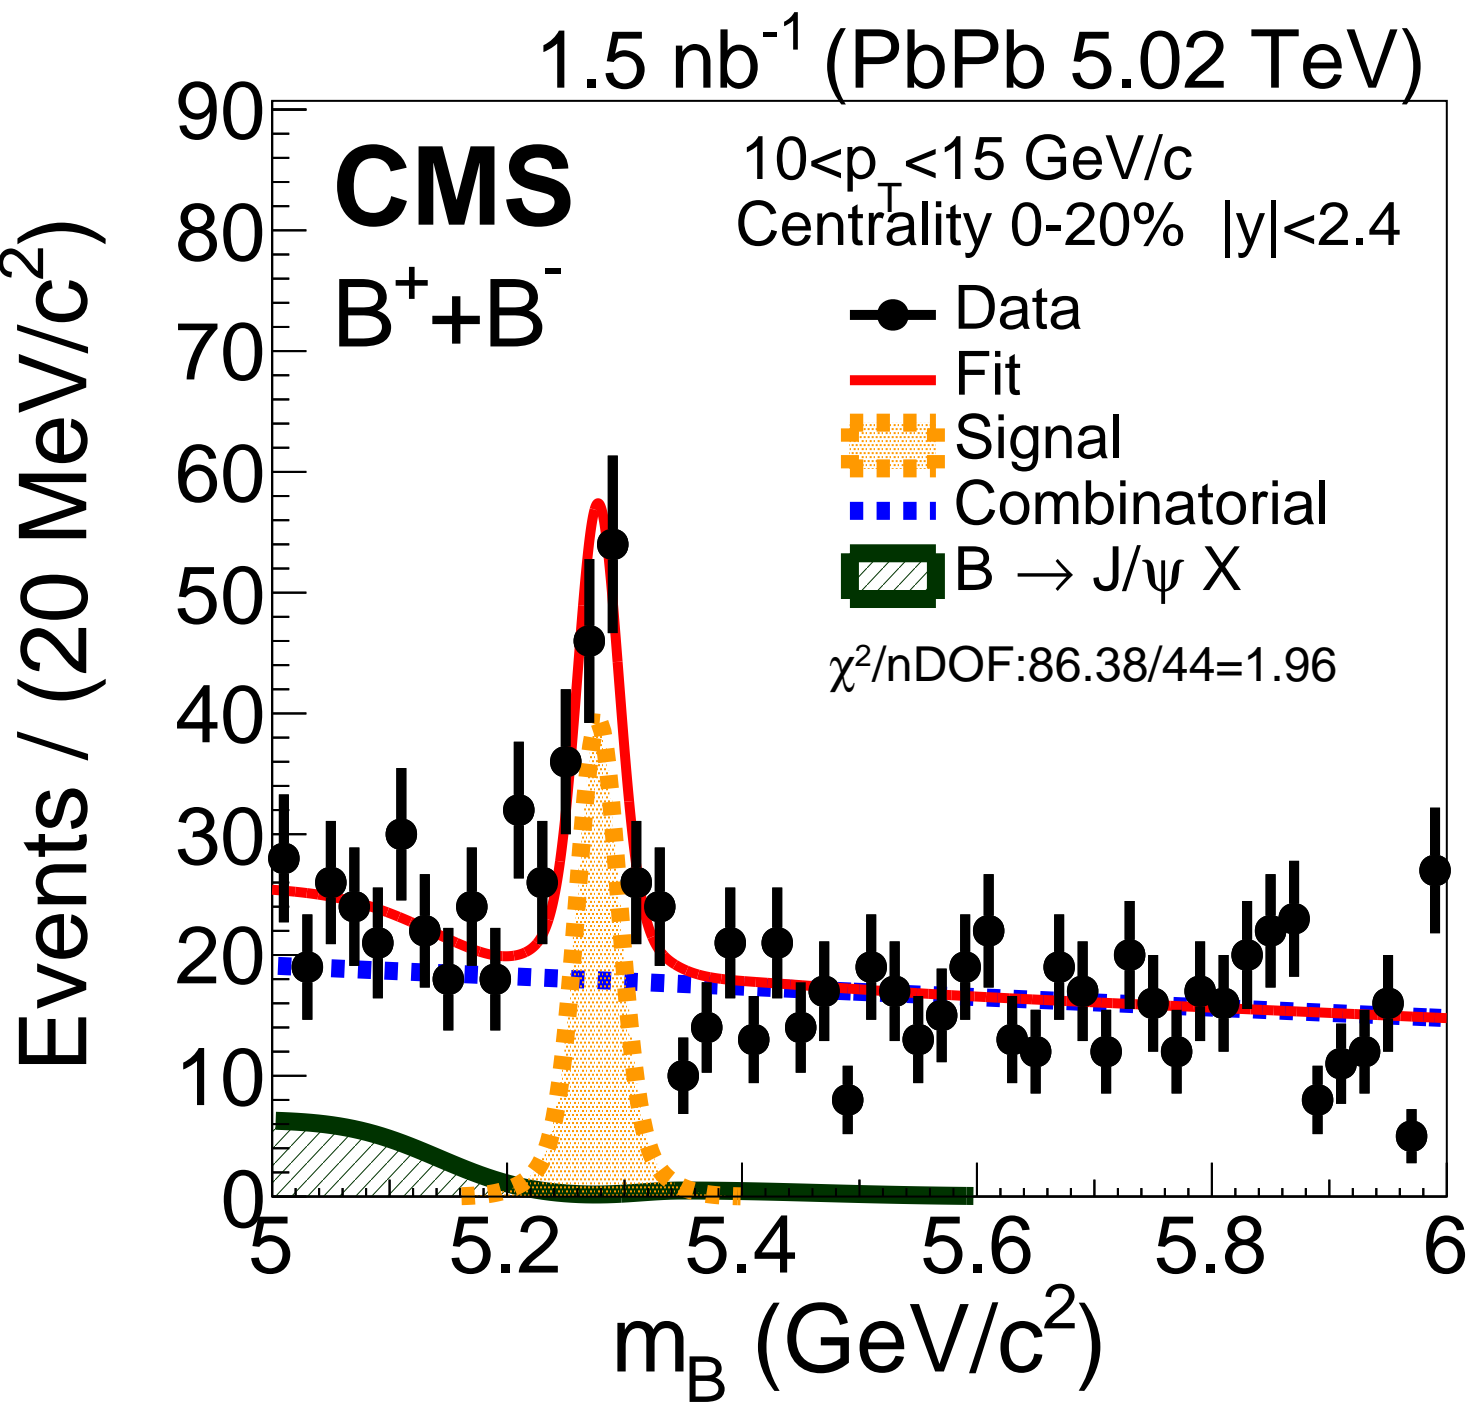 1.5 nb⁻¹ (PbPb 5.02 TeV)
CMS
B⁺+B⁻
10<p_T<15 GeV/c
Centrality 0-20% |y|<2.4
Data
Fit
Signal
Combinatorial
B → J/ψ X
χ²/nDOF:86.38/44=1.96
Events / (20 MeV/c²)
90
80
70
60
50
40
30
20
10
0
5 5.2 5.4 5.6 5.8 6
m_B (GeV/c²)